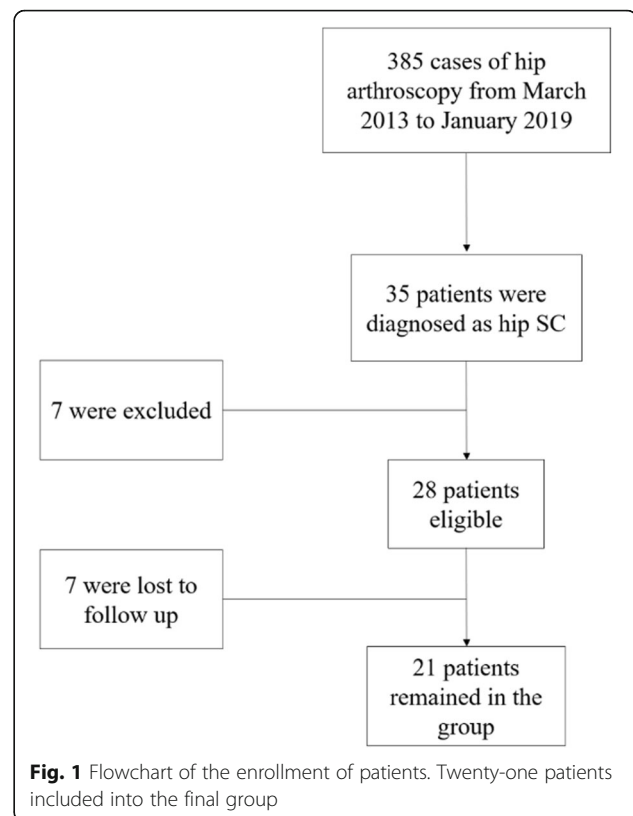 385 cases of hip
arthroscopy from March
2013 to January 2019
35 patients were
diagnosed as hip SC
7 were excluded
28 patients
eligible
7 were lost to
follow up
21 patients
remained in the
group
Fig. 1 Flowchart of the enrollment of patients. Twenty-one patients
included into the final group